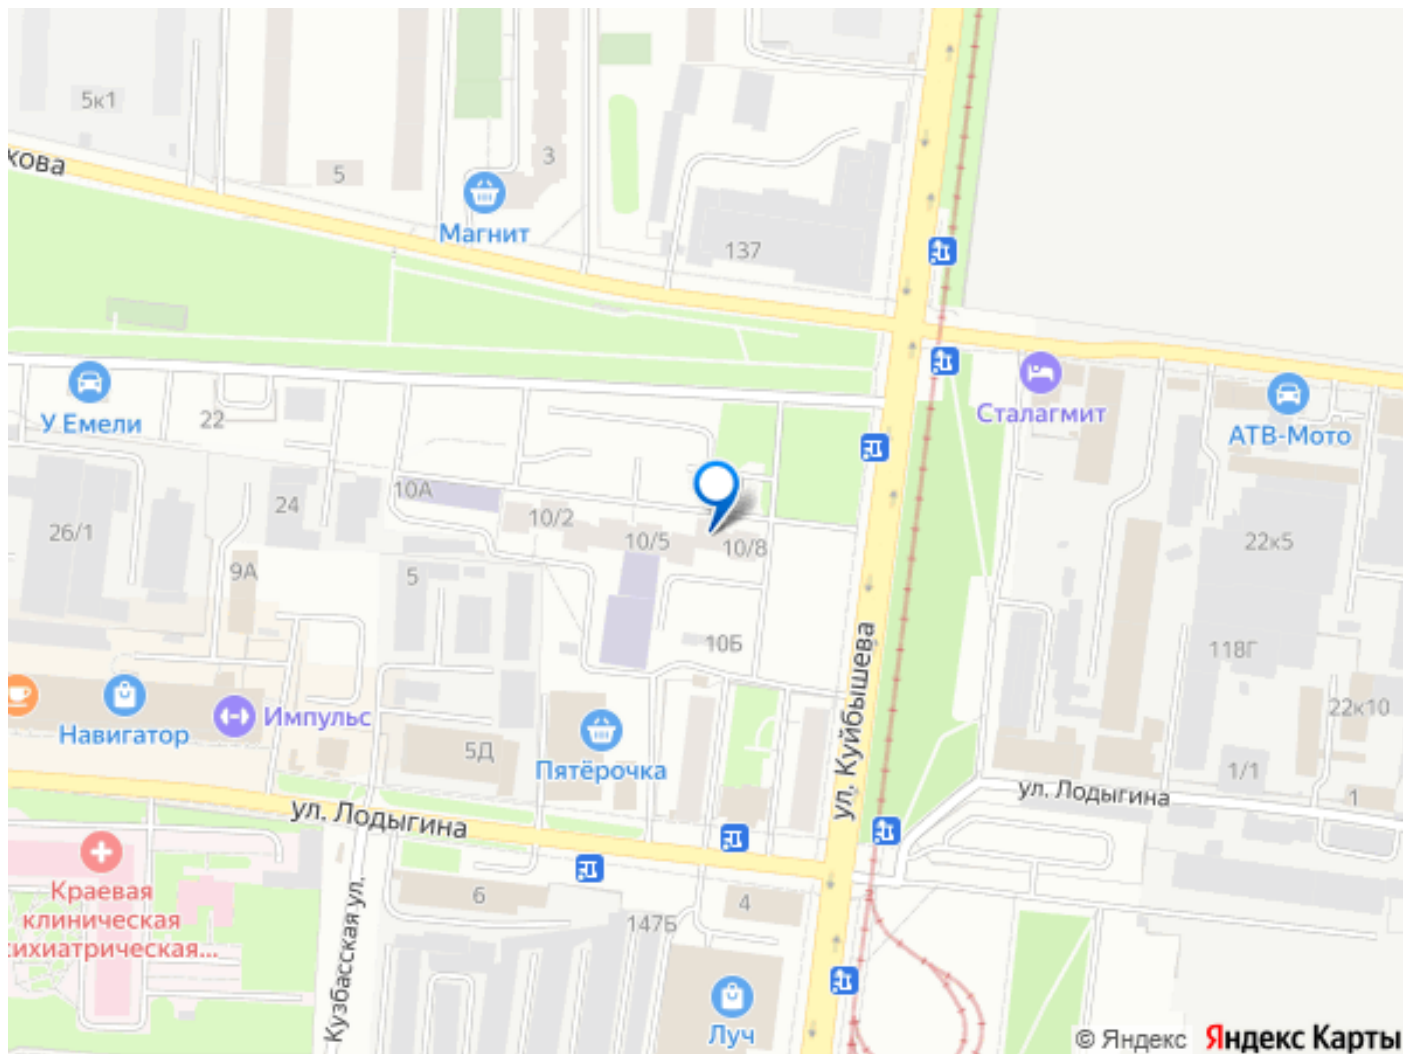 5к1
хова
5
3
Магнит
137
У Емели
22
Сталагмит
АТВ-Мото
10А
24
10/2
26/1
10/5
10/8
22к5
9А
5
10Б
118Г
ул. Куйбышева
Навигатор
Импульс
5Д
Пятёрочка
22к10
1/1
ул. Лодыгина
1
ул. Лодыгина
Краевая
клиническая
сихиатрическая...
6
4
147Б
Кузбасская ул.
Луч
© Яндекс Яндекс Карты